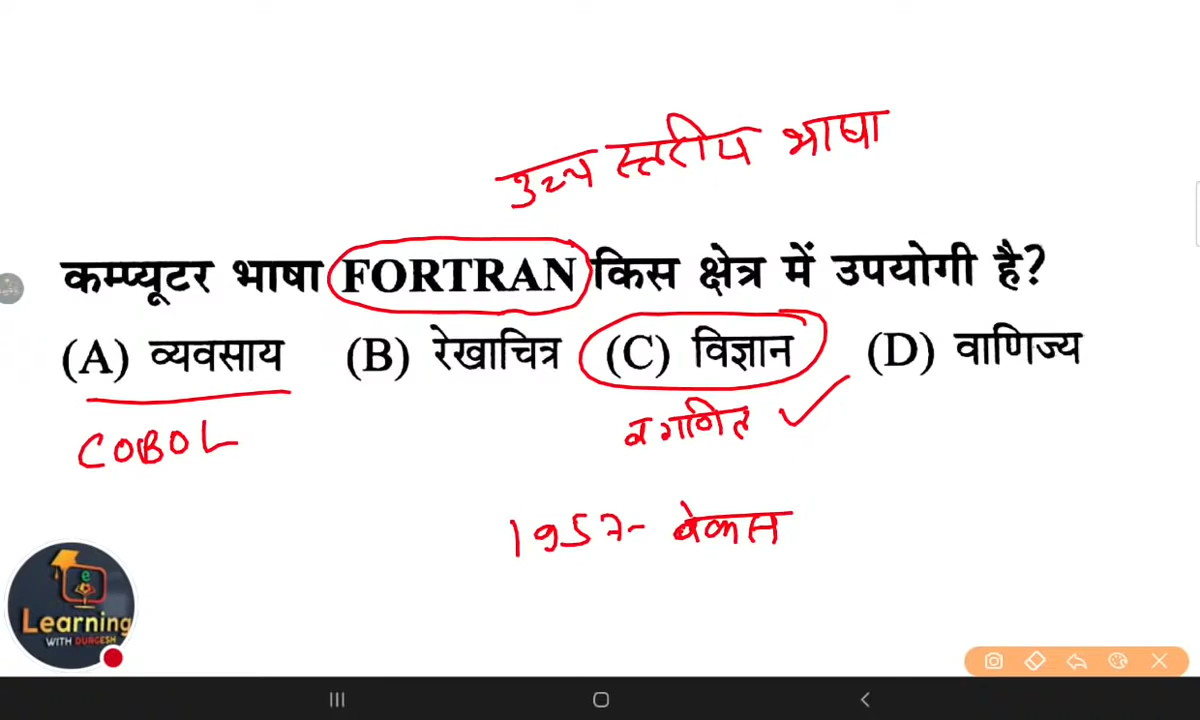 उच्च स्तरीय भाषा
कम्प्यूटर भाषा FORTRAN किस क्षेत्र में उपयोगी है?
(A) व्यवसाय (B) रेखाचित्र (C) विज्ञान (D) वाणिज्य
व गणित
COBOL
1957- बेकस
e
Learning
WITH DURGESH